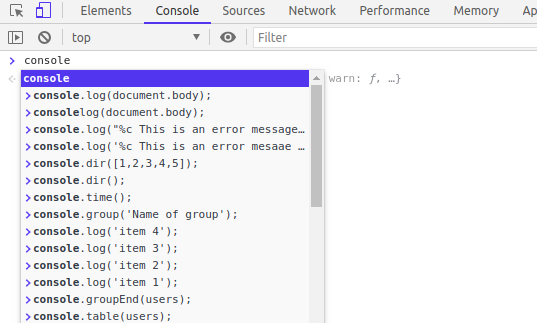 Elements Console Sources Network Performance Memory Ap
top Filter
console
console
warn: ƒ, …}
console.log(document.body);
consolelog(document.body);
console.log("%c This is an error message…
console.log('%c This is an error mesaae …
console.dir([1,2,3,4,5]);
console.dir();
console.time();
console.group('Name of group');
console.log('item 4');
console.log('item 3');
console.log('item 2');
console.log('item 1');
console.groupEnd(users);
console.table(users);